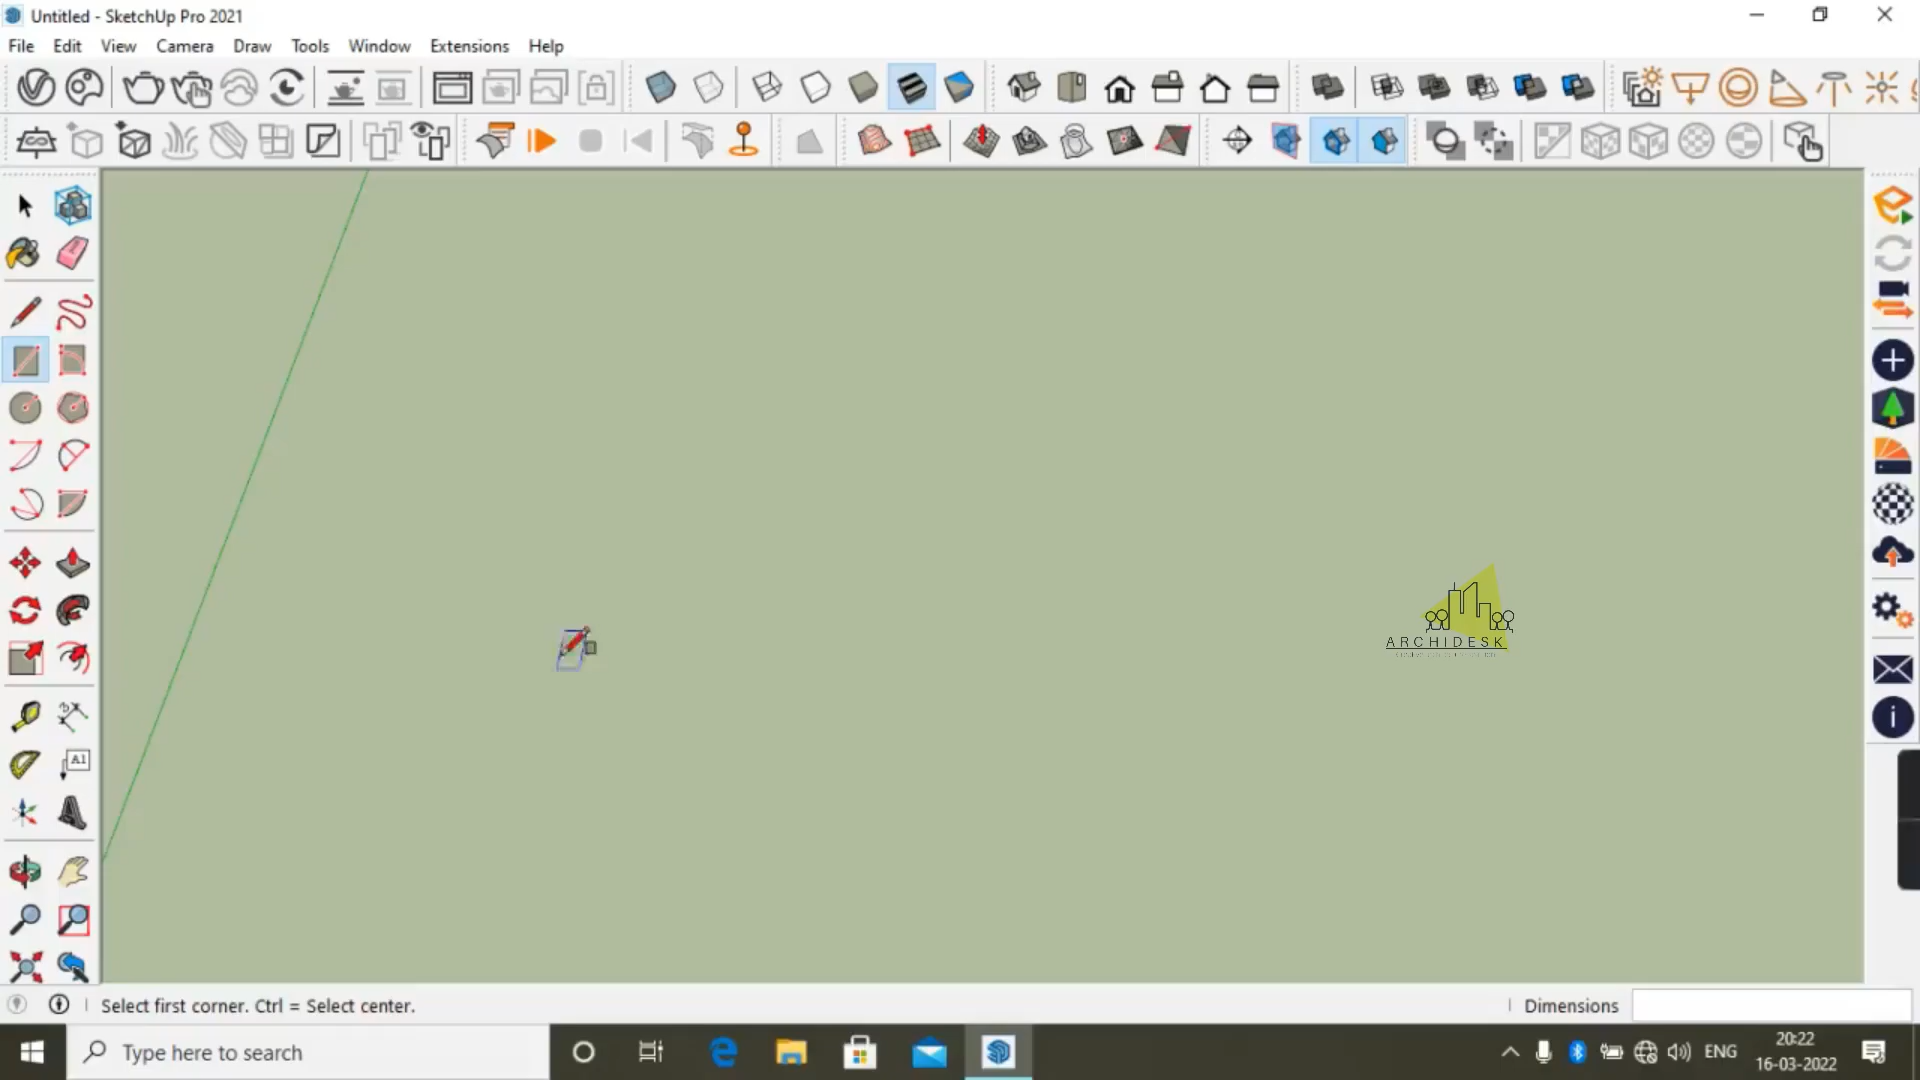 Untitled - SketchUp Pro 2021
File Edit View Camera Draw Tools Window Extensions Help
A1
ARCHIDESK
Select first corner. Ctrl = Select center.
Dimensions
Type here to search
ENG
20:22
16-03-2022